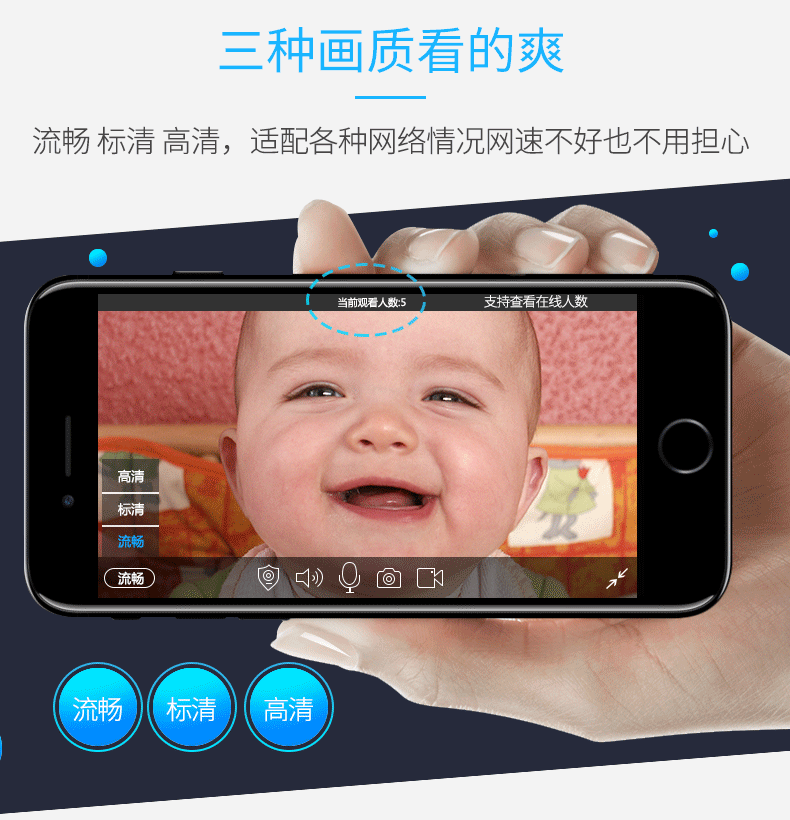 三种画质看的爽
流畅 标清 高清，适配各种网络情况网速不好也不用担心
当前观看人数:5
支持查看在线人数
高清
标清
流畅
流畅
流畅
标清
高清